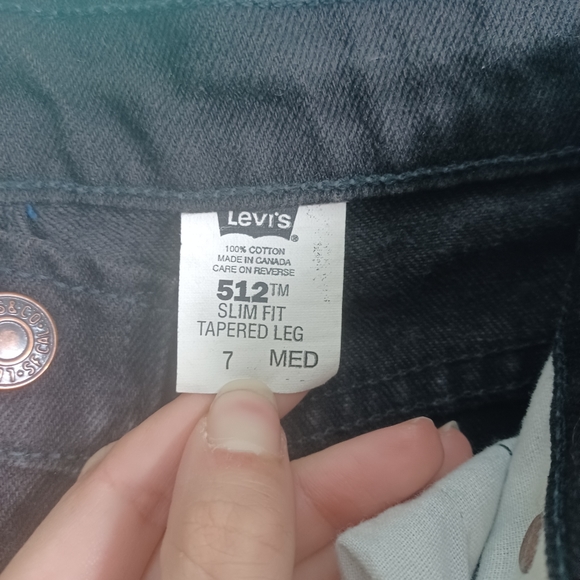 Levi's
®
100% COTTON
MADE IN CANADA
CARE ON REVERSE
512™
SLIM FIT
TAPERED LEG
7 MED